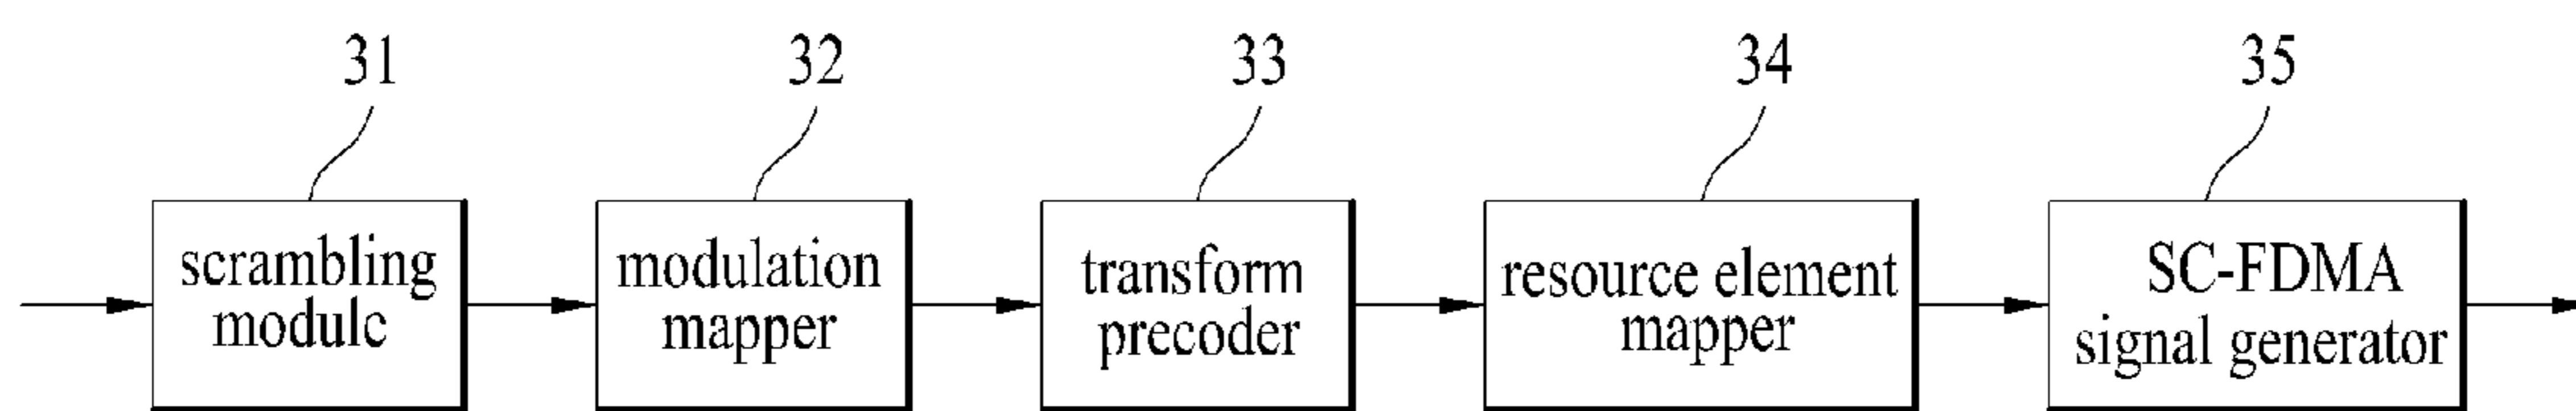 31
32
33
34
35
scrambling
module
modulation
mapper
transform
precoder
resource element
mapper
SC-FDMA
signal generator